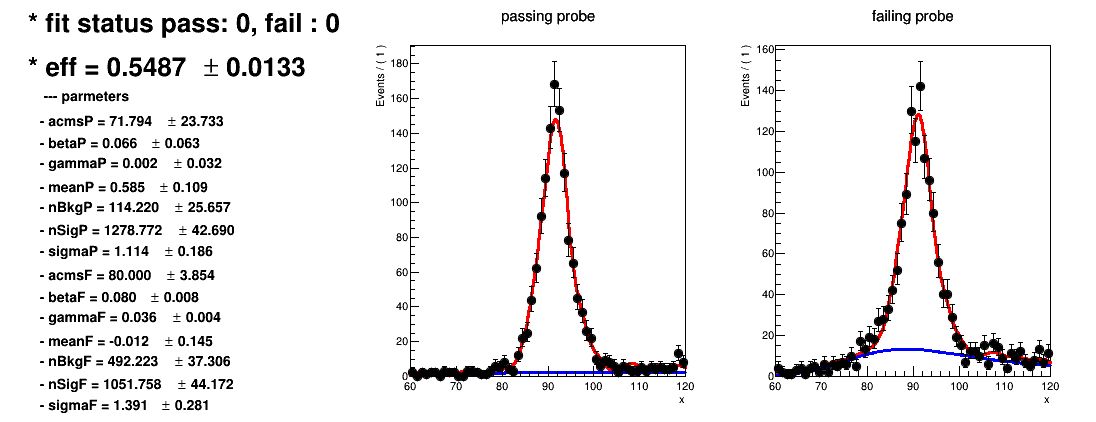 * fit status pass: 0, fail : 0
* eff = 0.5487 ± 0.0133
--- parmeters
- acmsP = 71.794 ± 23.733
- betaP = 0.066 ± 0.063
- gammaP = 0.002 ± 0.032
- meanP = 0.585 ± 0.109
- nBkgP = 114.220 ± 25.657
- nSigP = 1278.772 ± 42.690
- sigmaP = 1.114 ± 0.186
- acmsF = 80.000 ± 3.854
- betaF = 0.080 ± 0.008
- gammaF = 0.036 ± 0.004
- meanF = -0.012 ± 0.145
- nBkgF = 492.223 ± 37.306
- nSigF = 1051.758 ± 44.172
- sigmaF = 1.391 ± 0.281
passing probe
Events / ( 1 )
180
160
140
120
100
80
60
40
20
0
60 70 80 90 100 110 120
x
failing probe
Events / ( 1 )
160
140
120
100
80
60
40
20
0
60 70 80 90 100 110 120
x